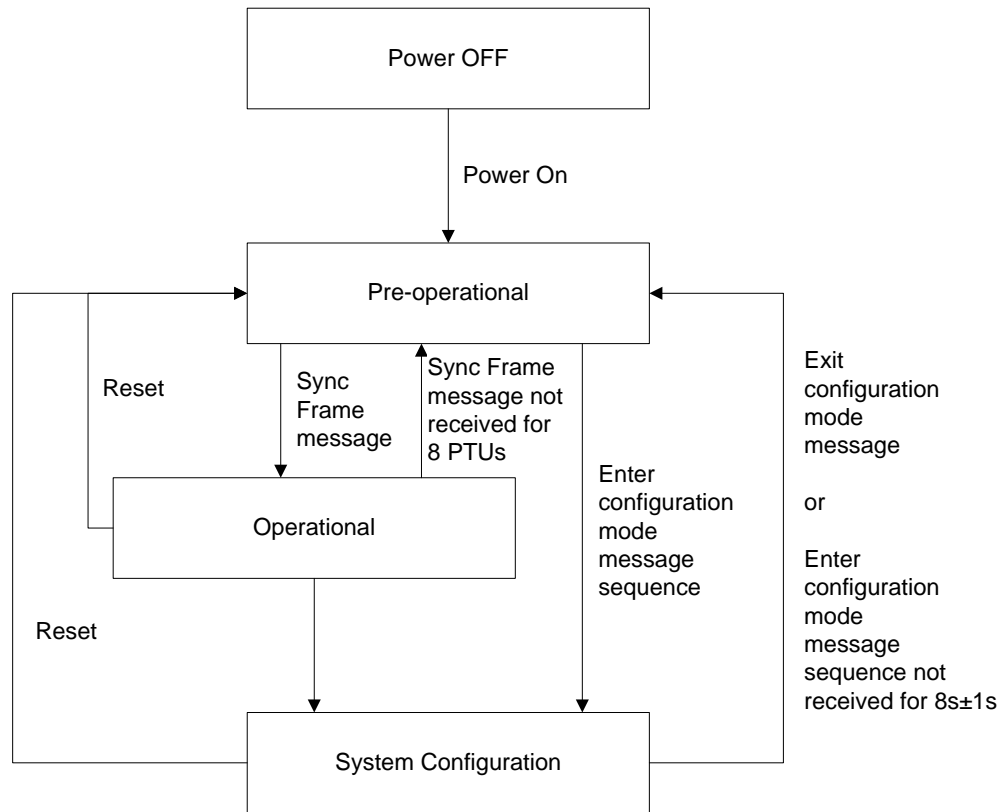 Power OFF
Power On
Pre-operational
Reset
Sync
Frame
message
Sync Frame
message not
received for
8 PTUs
Exit
configuration
mode
message
or
Enter
configuration
mode
message
sequence not
received for 8s±1s
Enter
configuration
mode
message
sequence
Operational
Reset
System Configuration